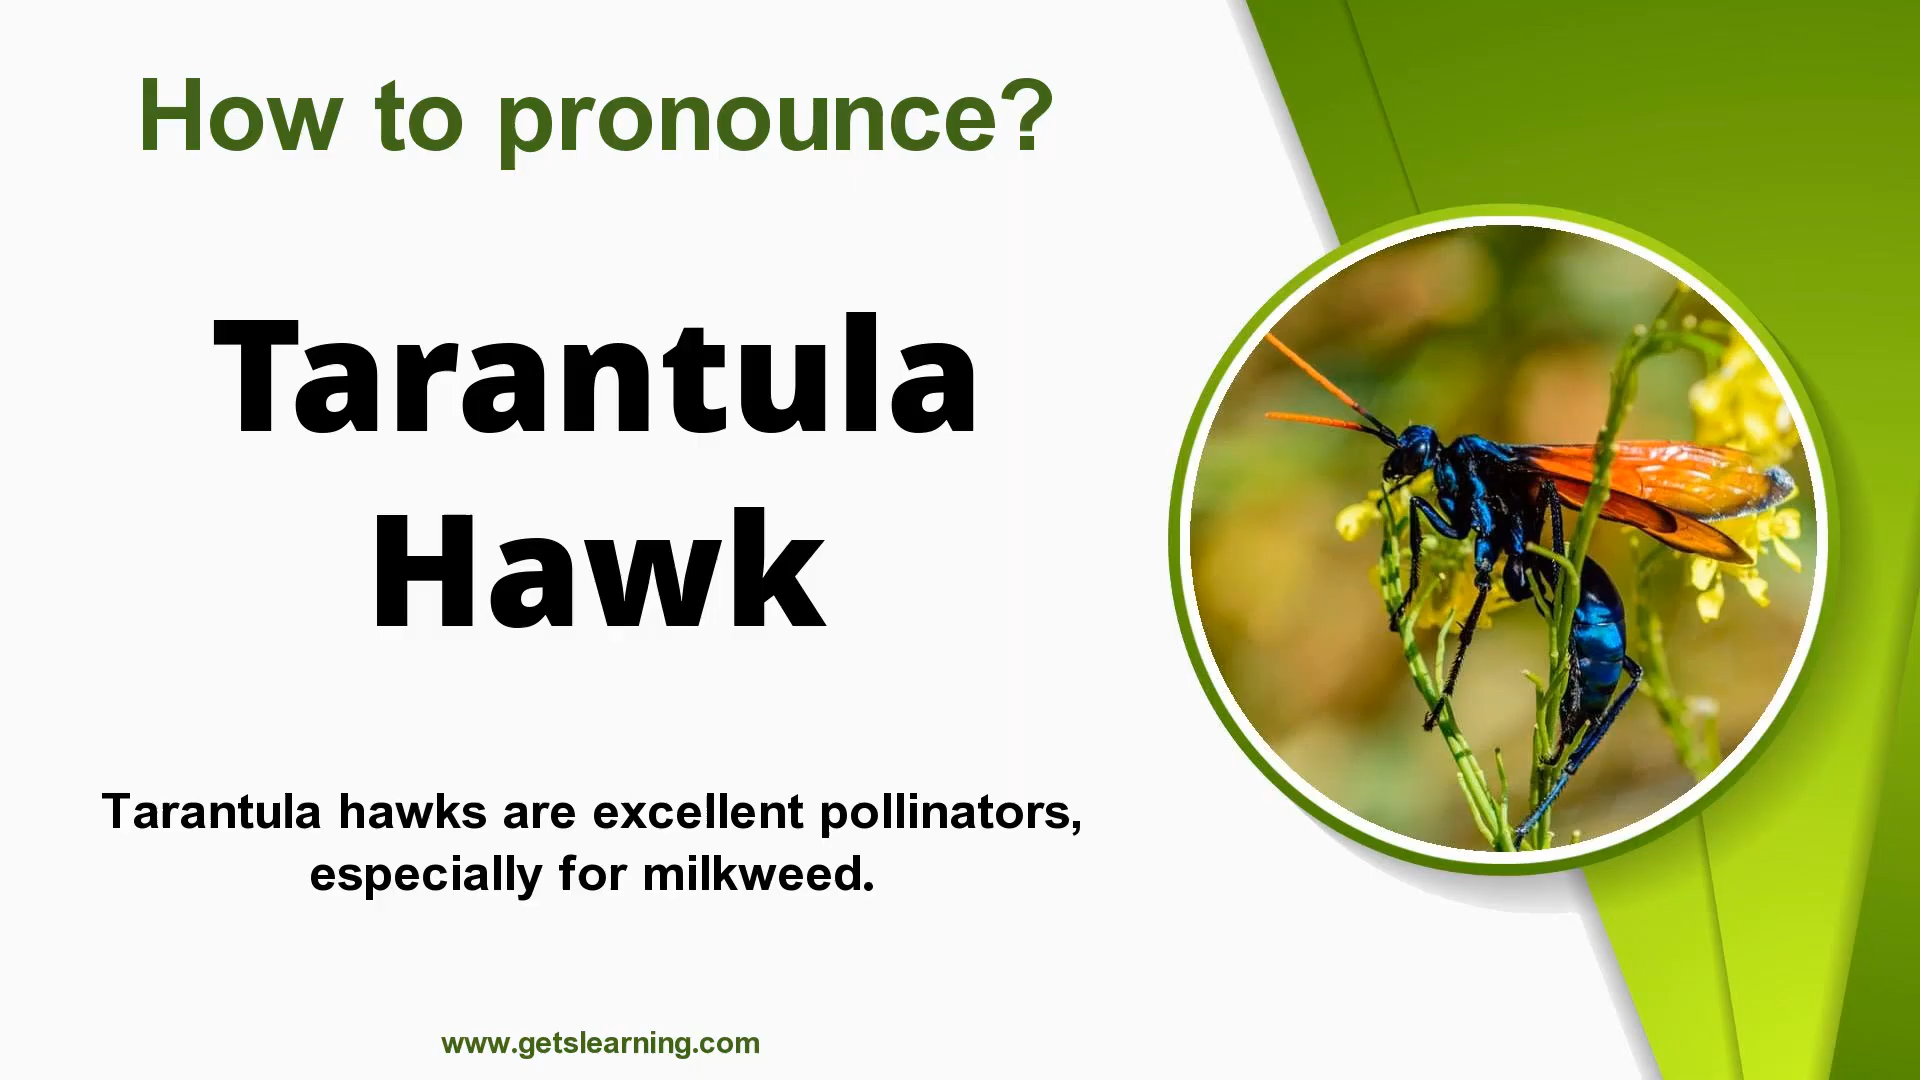 How to pronounce?
Tarantula
Hawk
Tarantula hawks are excellent pollinators,
especially for milkweed.
www.getslearning.com